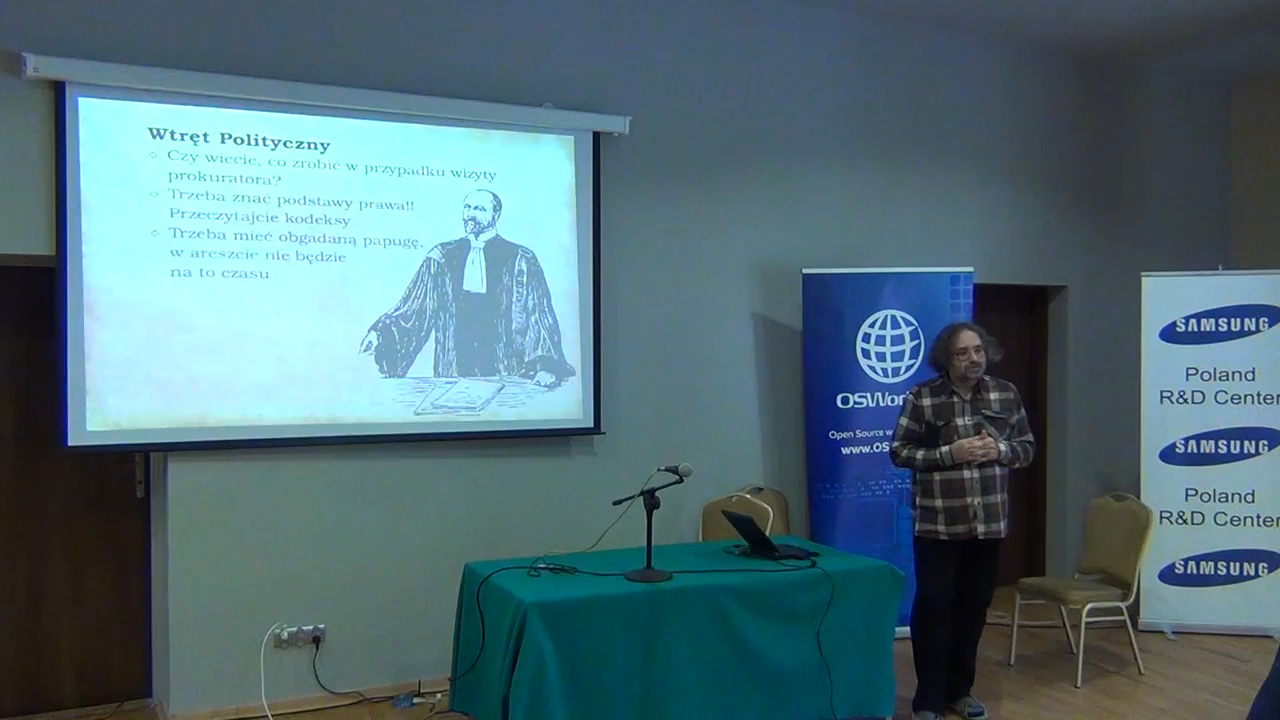 Wtręt Polityczny
Czy wiecie, co zrobić w przypadku wizyty
prokuratora?
Trzeba znać podstawy prawa!!
Przeczytajcie kodeksy
Trzeba mieć obgadaną papugę,
w areszcie nie będzie
na to czasu
OSWor
Open Source w
www.OS
SAMSUNG
Poland
R&D Center
SAMSUNG
Poland
R&D Center
SAMSUNG